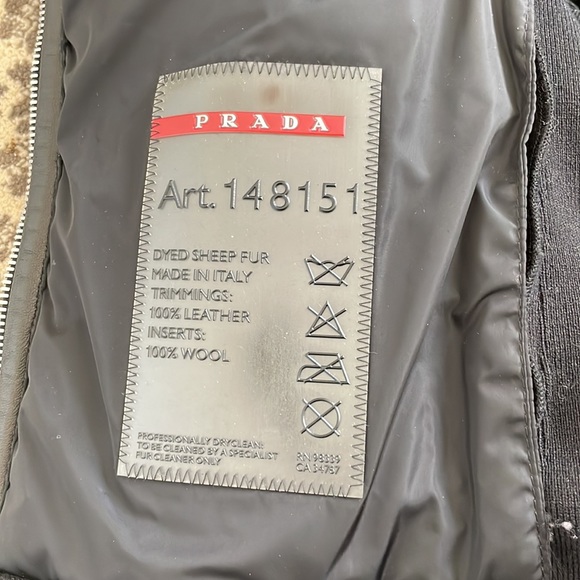 PRADA
Art. 148151
DYED SHEEP FUR
MADE IN ITALY
TRIMMINGS:
100% LEATHER
INSERTS:
100% WOOL
PROFESSIONALLY DRYCLEAN:
TO BE CLEANED BY A SPECIALIST
FUR CLEANER ONLY
RN 98339
CA 34757